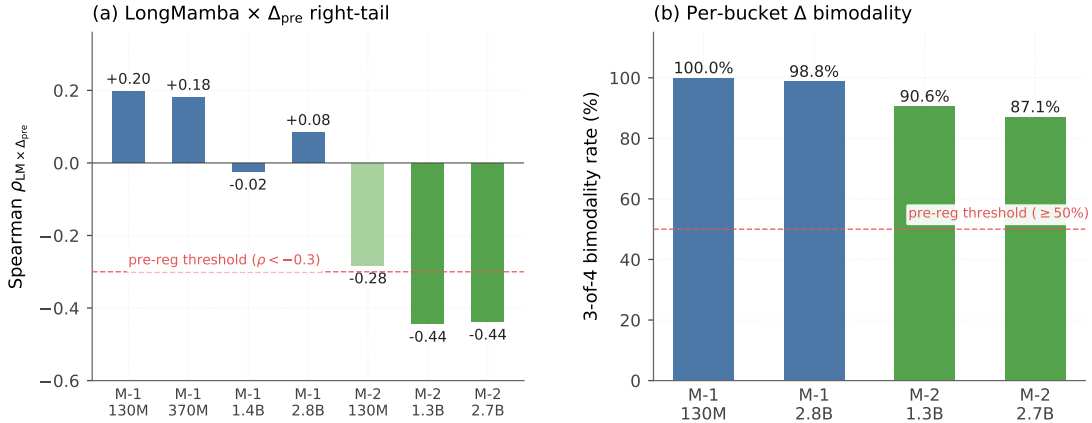 (a) LongMamba × Δpre right-tail
Spearman ρLM × Δpre
0.2
0.0
−0.2
−0.4
−0.6
+0.20
+0.18
-0.02
+0.08
-0.28
-0.44
-0.44
pre-reg threshold (ρ < −0.3)
M-1
130M
M-1
370M
M-1
1.4B
M-1
2.8B
M-2
130M
M-2
1.3B
M-2
2.7B
(b) Per-bucket Δ bimodality
3-of-4 bimodality rate (%)
100
80
60
40
20
0
100.0%
98.8%
90.6%
87.1%
pre-reg threshold (≥ 50%)
M-1
130M
M-1
2.8B
M-2
1.3B
M-2
2.7B